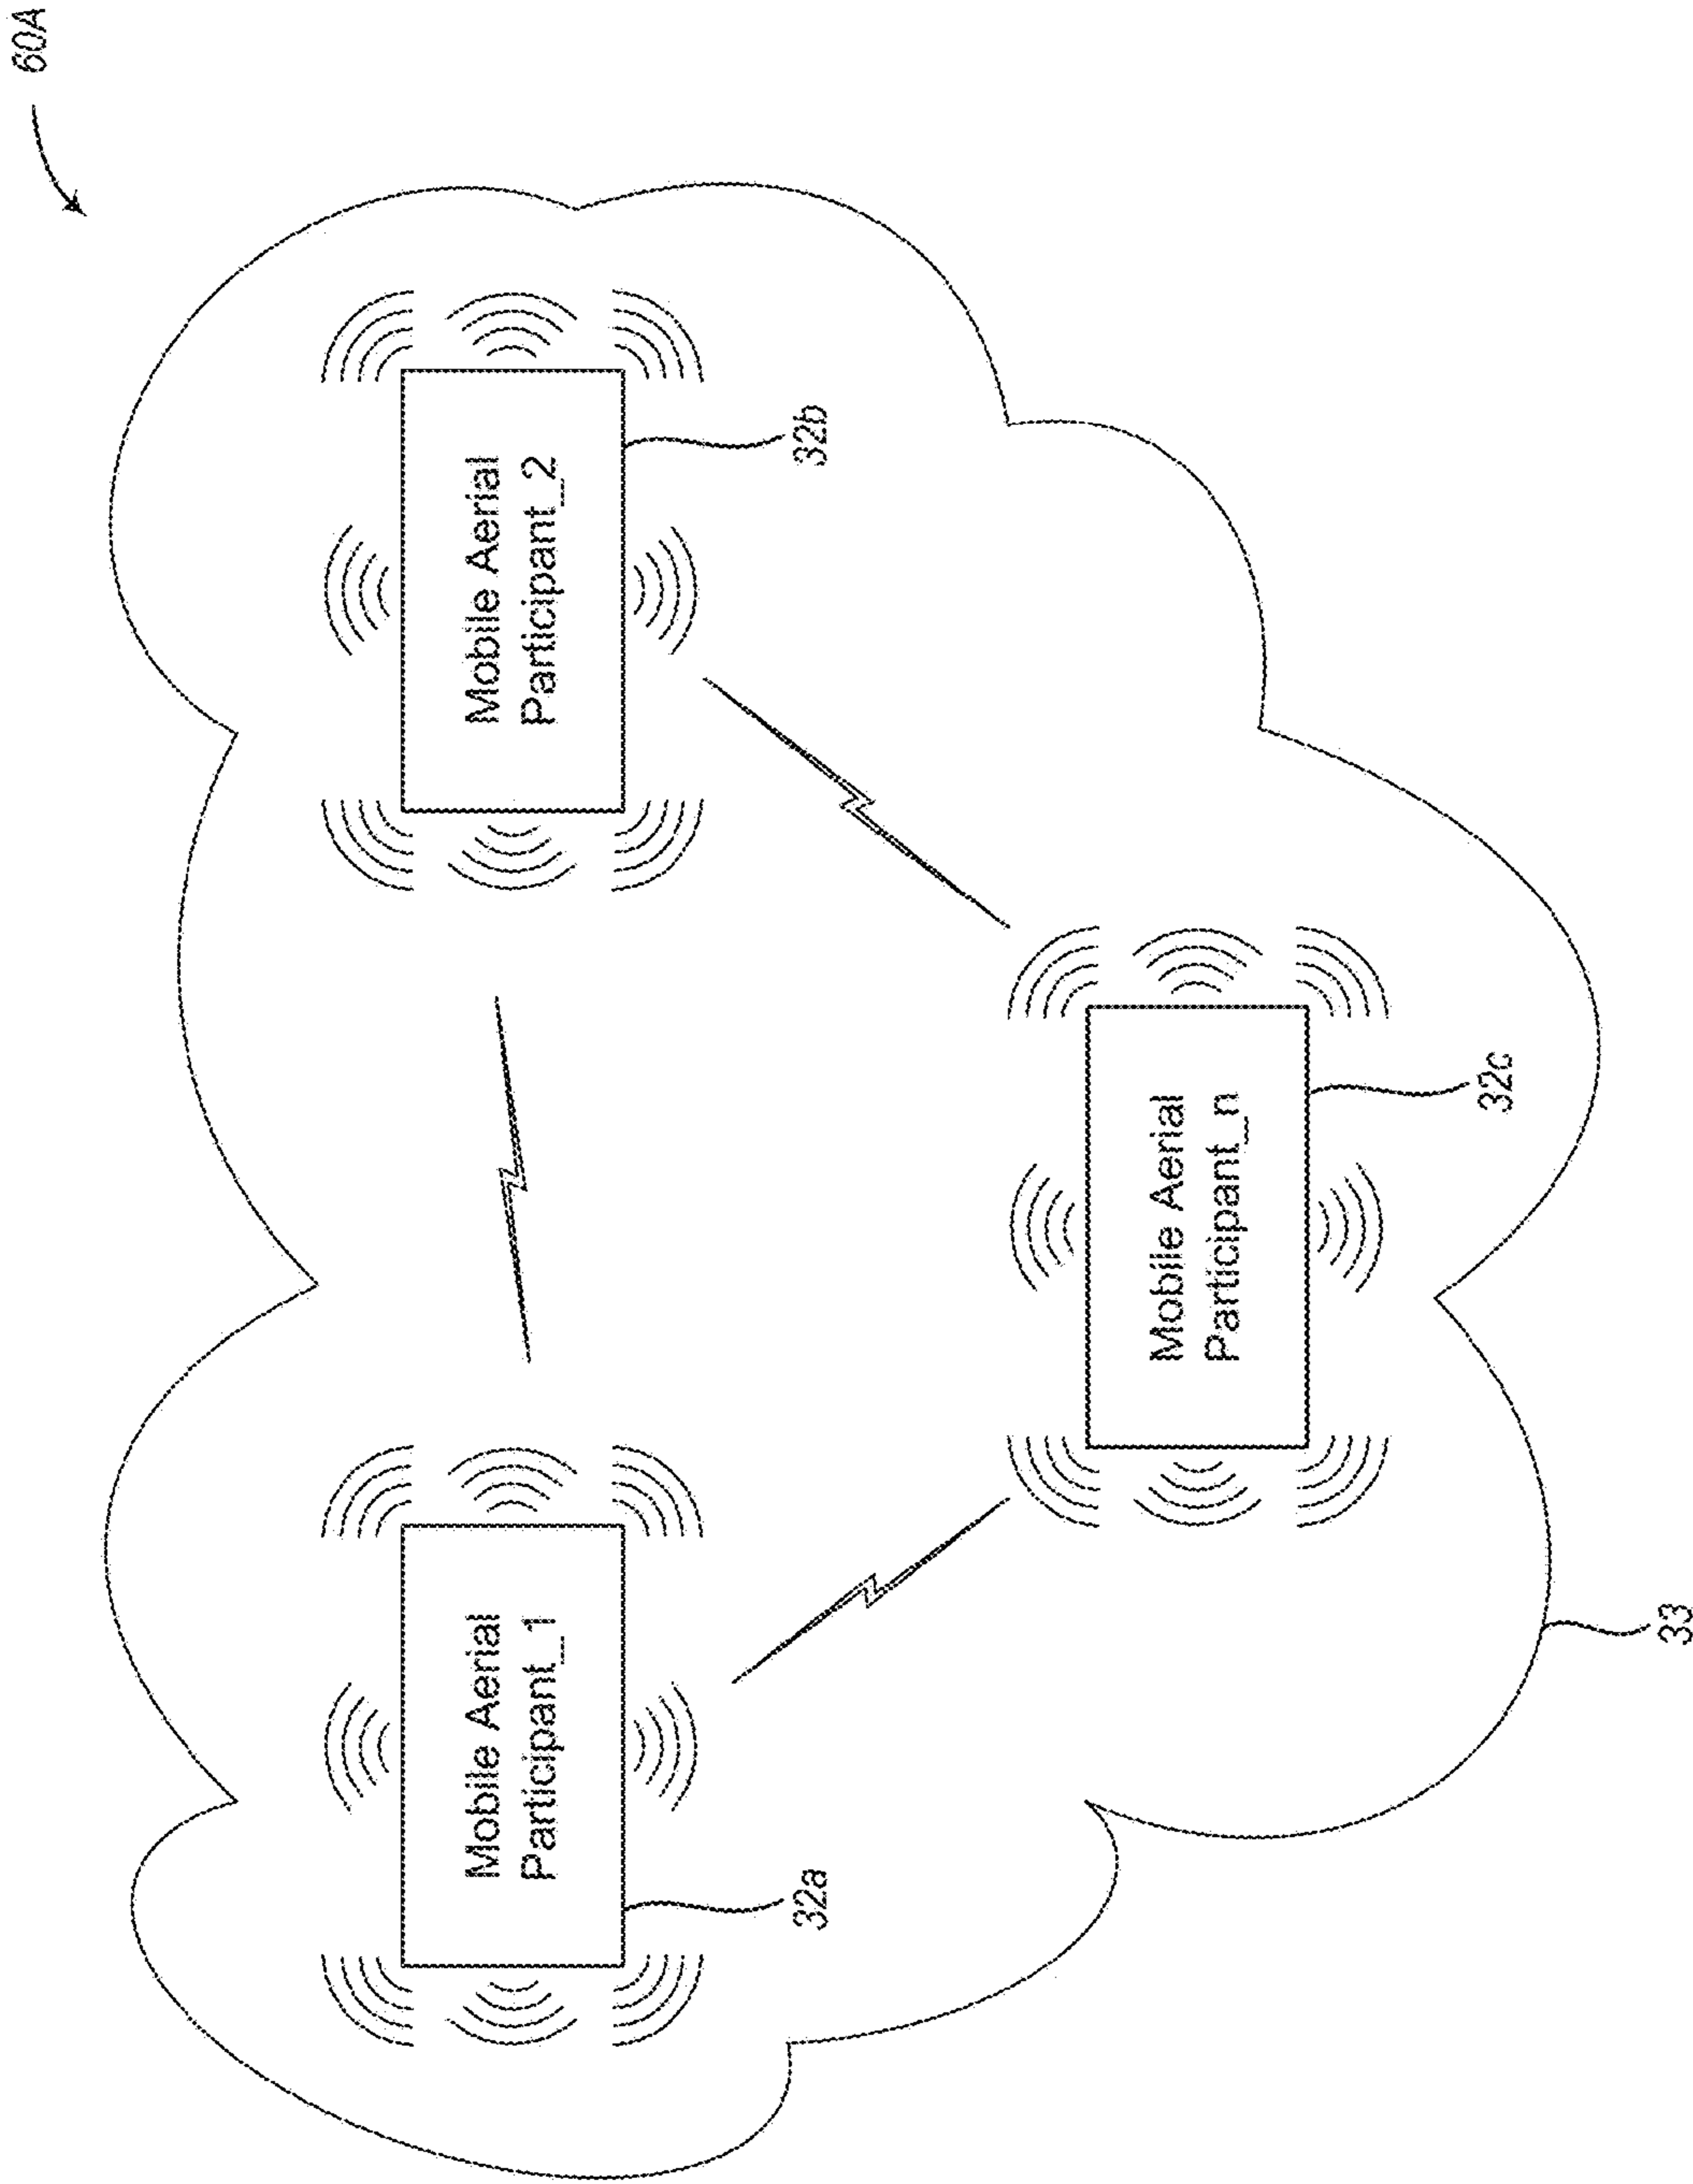 60A
Mobile Aerial
Participant_1
32a
Mobile Aerial
Participant_2
32b
Mobile Aerial
Participant_n
32c
33